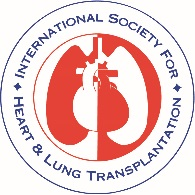 INTERNATIONAL SOCIETY FOR
HEART & LUNG TRANSPLANTATION